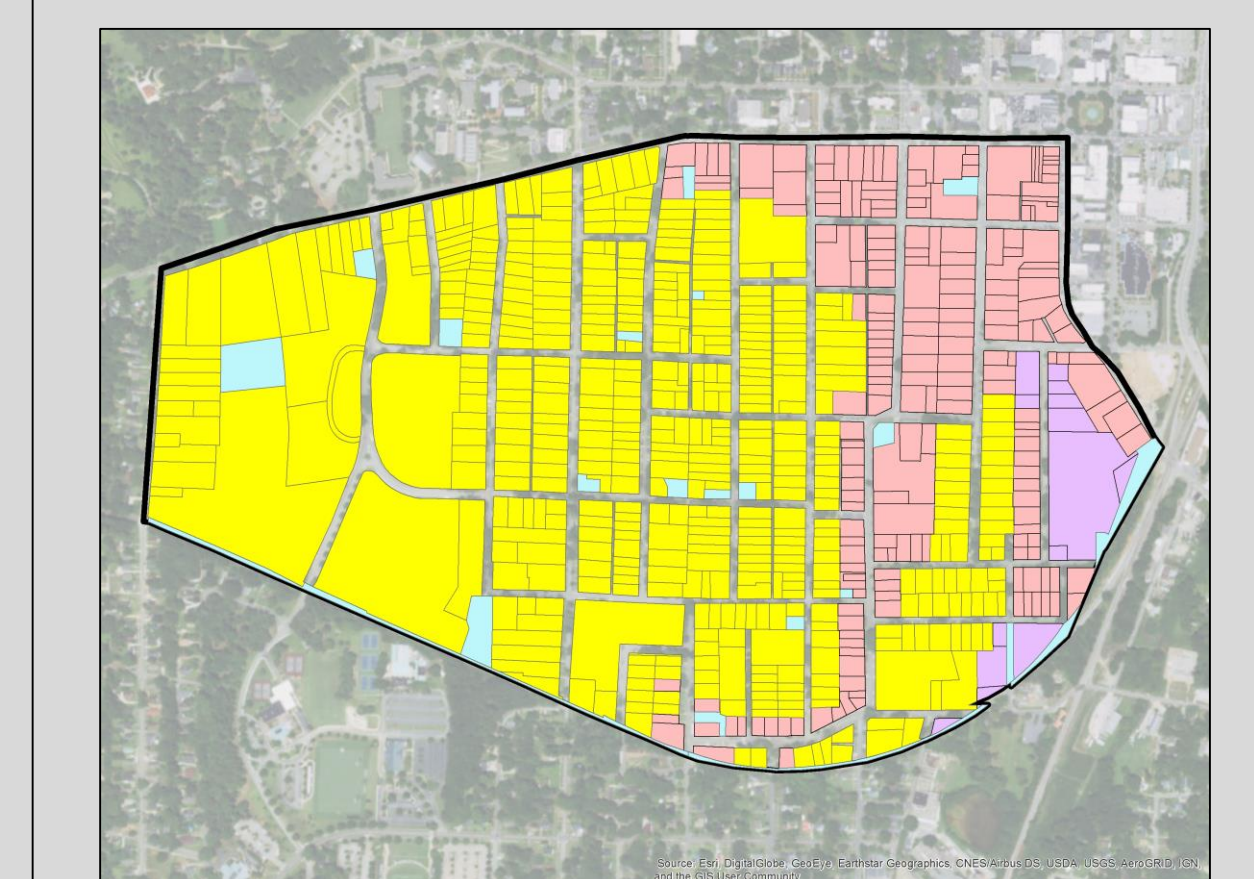 Source: Esri, DigitalGlobe, GeoEye, Earthstar Geographics, CNES/Airbus DS, USDA, USGS, AeroGRID, IGN,
and the GIS User Community